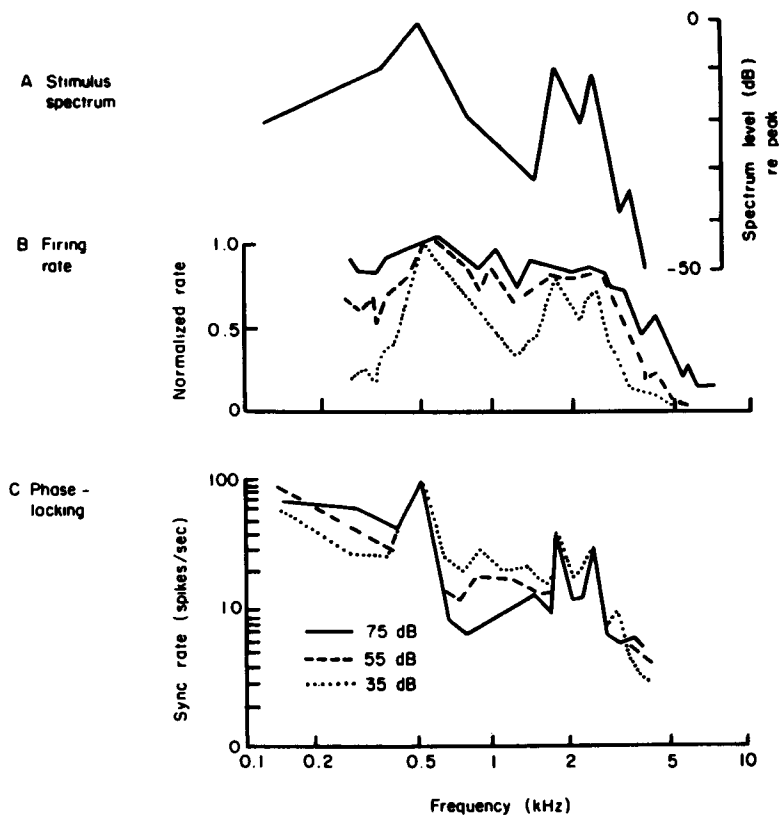 A Stimulus
spectrum
0
Spectrum level (dB)
re peak
-50
B Firing
rate
Normalized rate
1.0
0.5
0
C Phase -
locking
Sync rate (spikes/sec)
100
10
0
75 dB
55 dB
35 dB
0.1 0.2 0.5 1 2 5 10
Frequency (kHz)